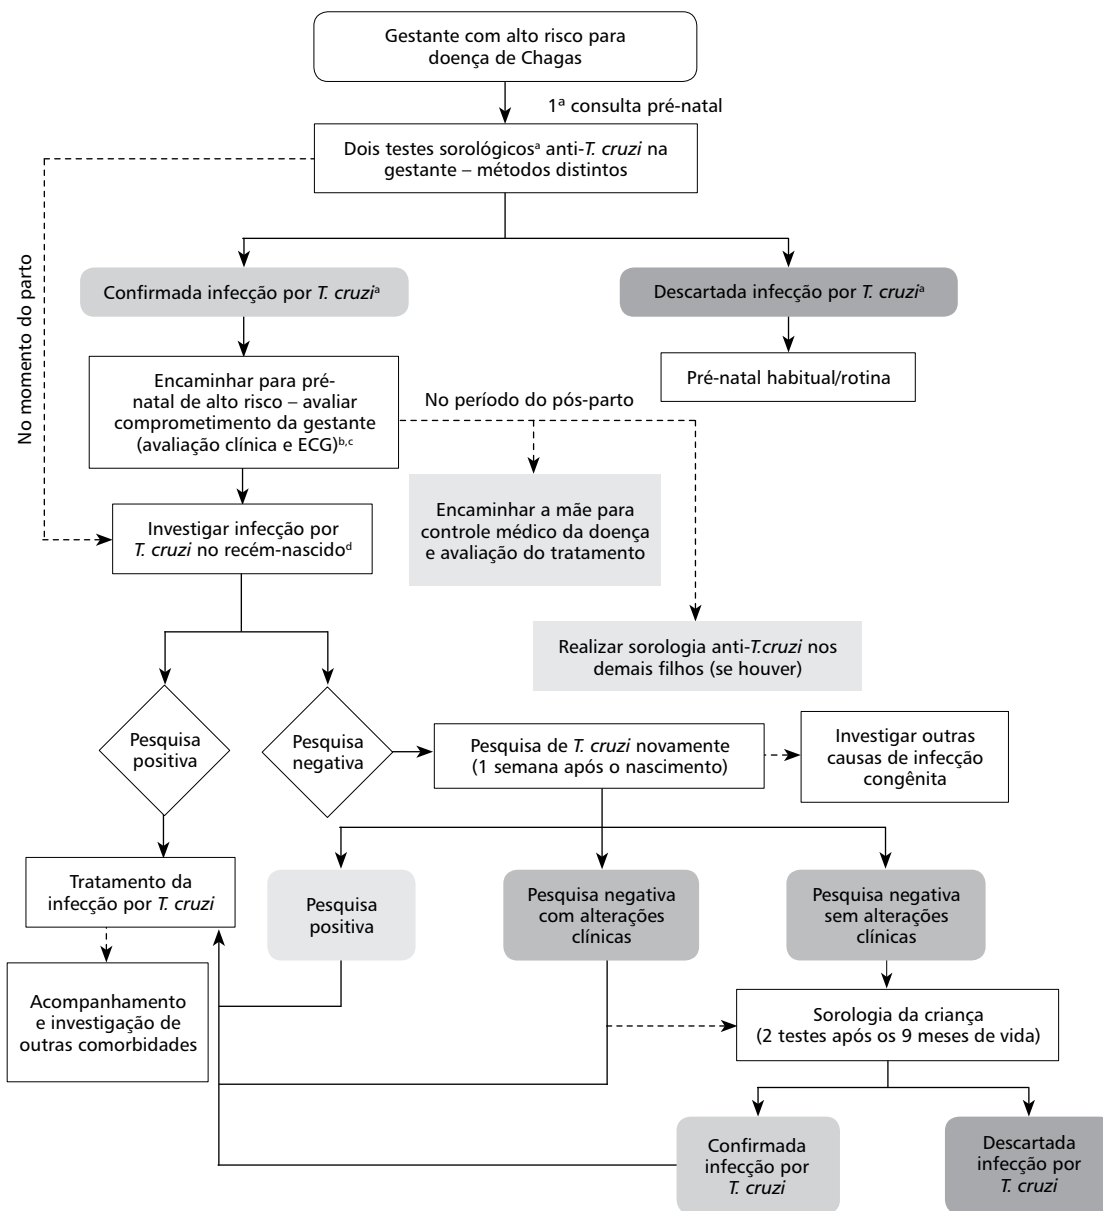 Gestante com alto risco para
doença de Chagas
1ª consulta pré-natal
Dois testes sorológicosᵃ anti-T. cruzi na
gestante – métodos distintos
No momento do parto
Confirmada infecção por T. cruziᵃ
Descartada infecção por T. cruziᵃ
Encaminhar para pré-
natal de alto risco – avaliar
comprometimento da gestante
(avaliação clínica e ECG)ᵇ,ᶜ
Pré-natal habitual/rotina
No período do pós-parto
Encaminhar a mãe para
controle médico da doença
e avaliação do tratamento
Investigar infecção por
T. cruzi no recém-nascidoᵈ
Realizar sorologia anti-T.cruzi nos
demais filhos (se houver)
Pesquisa
positiva
Pesquisa
negativa
Pesquisa de T. cruzi novamente
(1 semana após o nascimento)
Investigar outras
causas de infecção
congênita
Tratamento da
infecção por T. cruzi
Pesquisa
positiva
Pesquisa negativa
com alterações
clínicas
Pesquisa negativa
sem alterações
clínicas
Acompanhamento
e investigação de
outras comorbidades
Sorologia da criança
(2 testes após os 9 meses de vida)
Confirmada
infecção por
T. cruzi
Descartada
infecção por
T. cruzi